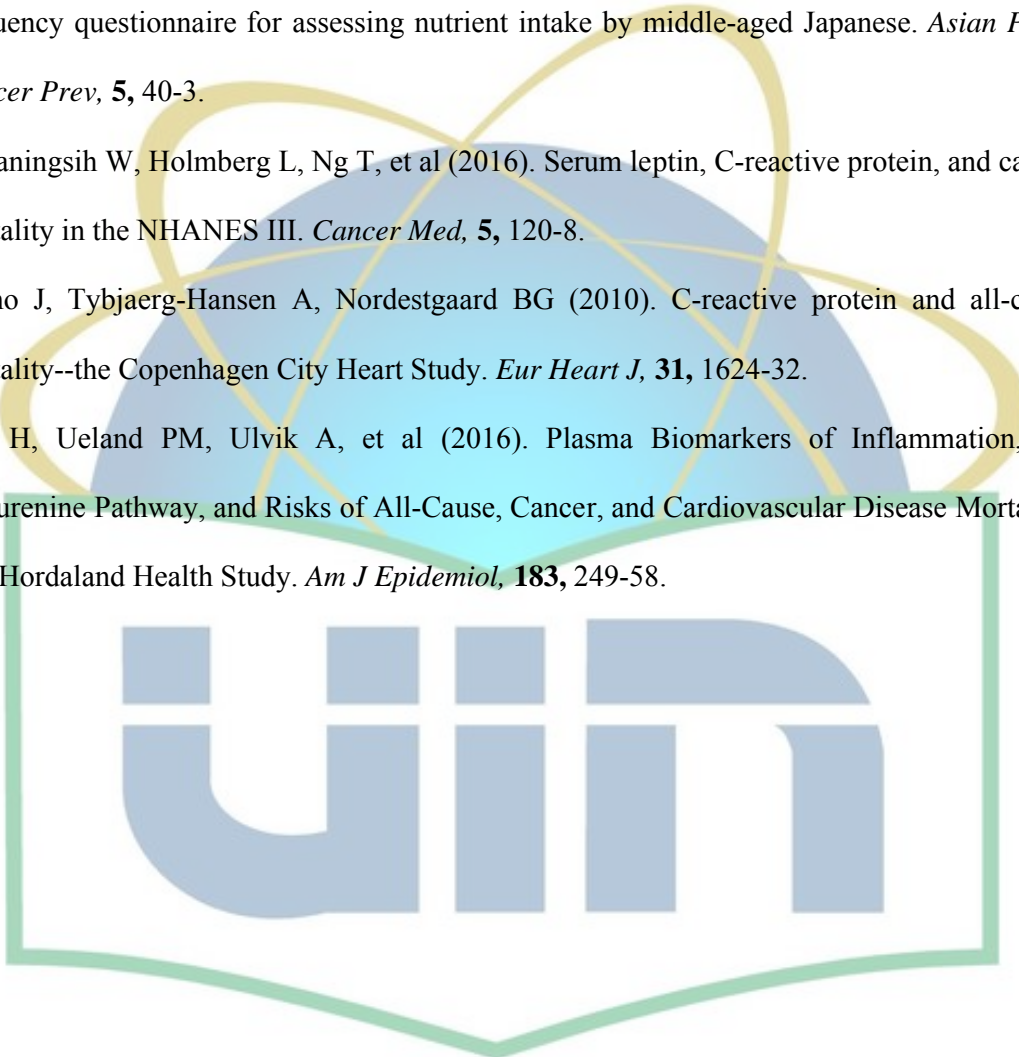 uency questionnaire for assessing nutrient intake by middle-aged Japanese. Asian P
cer Prev, 5, 40-3.
aningsih W, Holmberg L, Ng T, et al (2016). Serum leptin, C-reactive protein, and ca
ality in the NHANES III. Cancer Med, 5, 120-8.
no J, Tybjaerg-Hansen A, Nordestgaard BG (2010). C-reactive protein and all-c
ality--the Copenhagen City Heart Study. Eur Heart J, 31, 1624-32.
H, Ueland PM, Ulvik A, et al (2016). Plasma Biomarkers of Inflammation,
urenine Pathway, and Risks of All-Cause, Cancer, and Cardiovascular Disease Morta
Hordaland Health Study. Am J Epidemiol, 183, 249-58.
uin